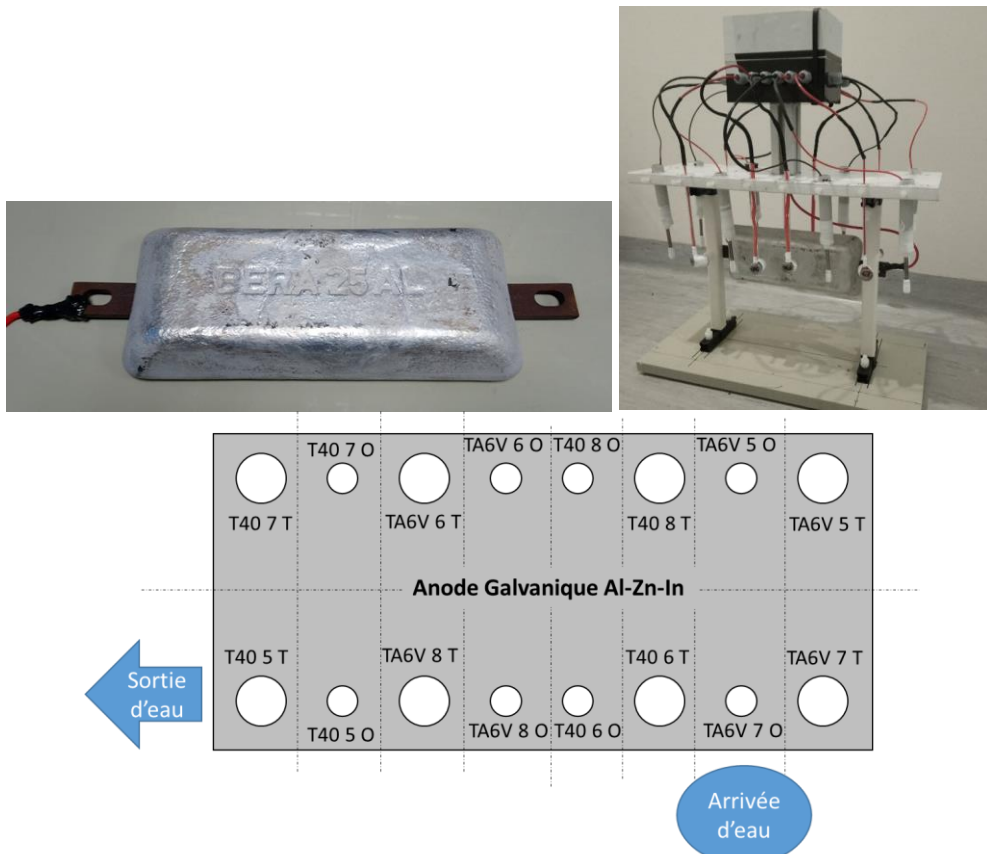 BERA 25 AL
T40 7 O
TA6V 6 O
T40 8 O
TA6V 5 O
T40 7 T
TA6V 6 T
T40 8 T
TA6V 5 T
Anode Galvanique Al-Zn-In
T40 5 T
TA6V 8 T
T40 6 T
TA6V 7 T
Sortie
d'eau
T40 5 O
TA6V 8 O
T40 6 O
TA6V 7 O
Arrivée
d'eau